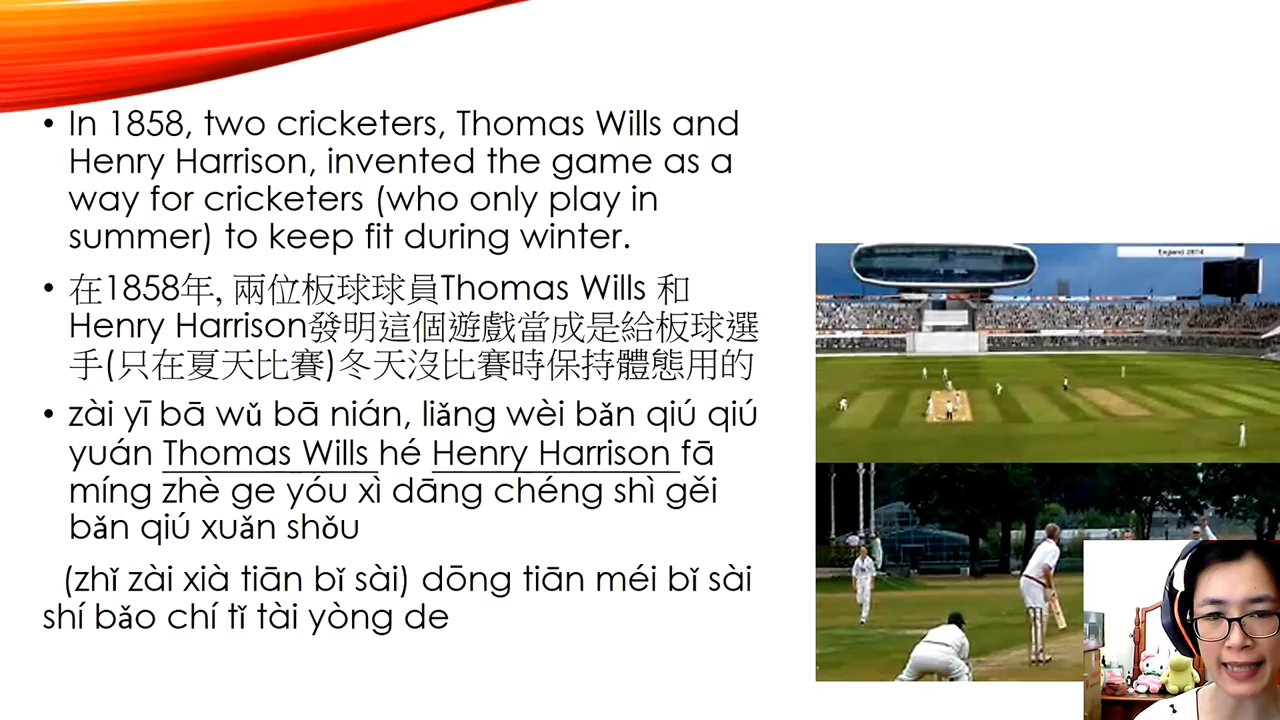 • In 1858, two cricketers, Thomas Wills and
Henry Harrison, invented the game as a
way for cricketers (who only play in
summer) to keep fit during winter.
• 在1858年, 兩位板球球員Thomas Wills 和
Henry Harrison發明這個遊戲當成是給板球選
手(只在夏天比賽)冬天沒比賽時保持體態用的
• zài yī bā wǔ bā nián, liǎng wèi bǎn qiú qiú
yuán Thomas Wills hé Henry Harrison fā
míng zhè ge yóu xì dāng chéng shì gěi
bǎn qiú xuǎn shǒu
(zhǐ zài xià tiān bǐ sài) dōng tiān méi bǐ sài
shí bǎo chí tǐ tài yòng de
England 2014